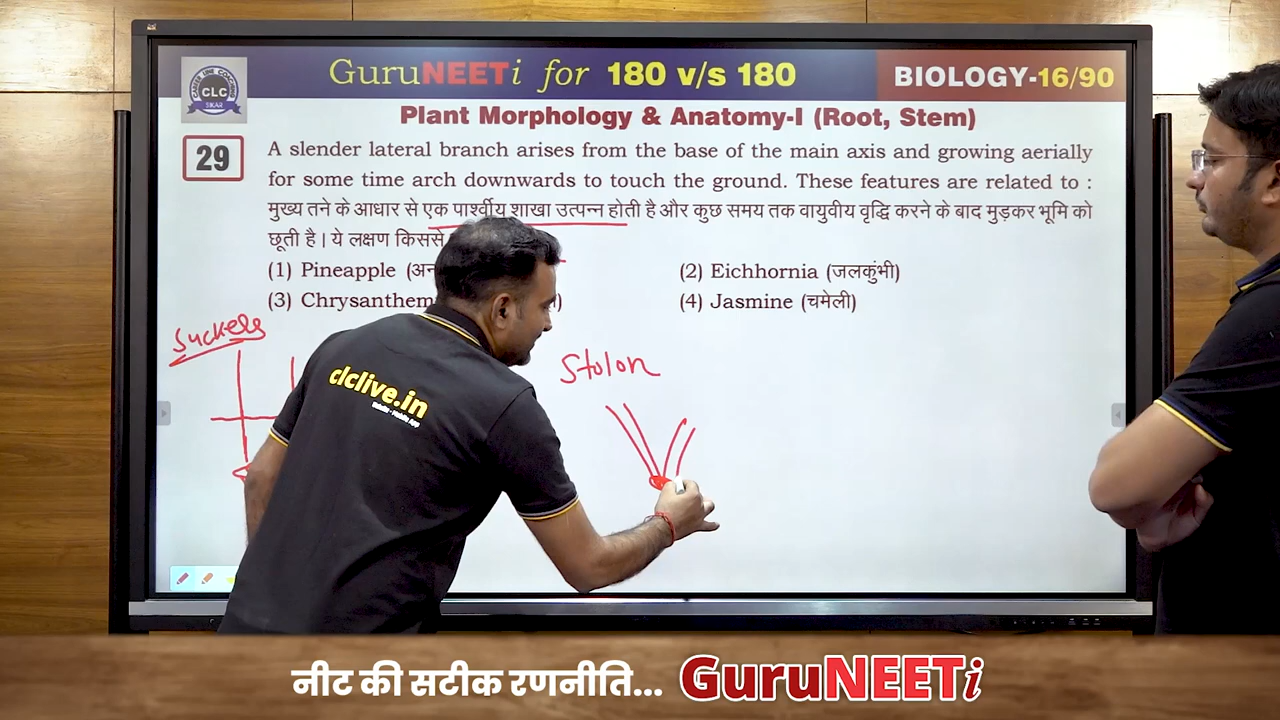 GuruNEETi for 180 v/s 180
BIOLOGY-16/90
CLC
SIKAR
Plant Morphology & Anatomy-I (Root, Stem)
29
A slender lateral branch arises from the base of the main axis and growing aerially
for some time arch downwards to touch the ground. These features are related to :
मुख्य तने के आधार से एक पार्श्वीय शाखा उत्पन्न होती है और कुछ समय तक वायुवीय वृद्धि करने के बाद मुड़कर भूमि को
छूती है। ये लक्षण किससे
(1) Pineapple
(2) Eichhornia (जलकुंभी)
(3) Chrysanthem
(4) Jasmine (चमेली)
Suckers
Stolon
clclive.in
नीट की सटीक रणनीति... GuruNEETi